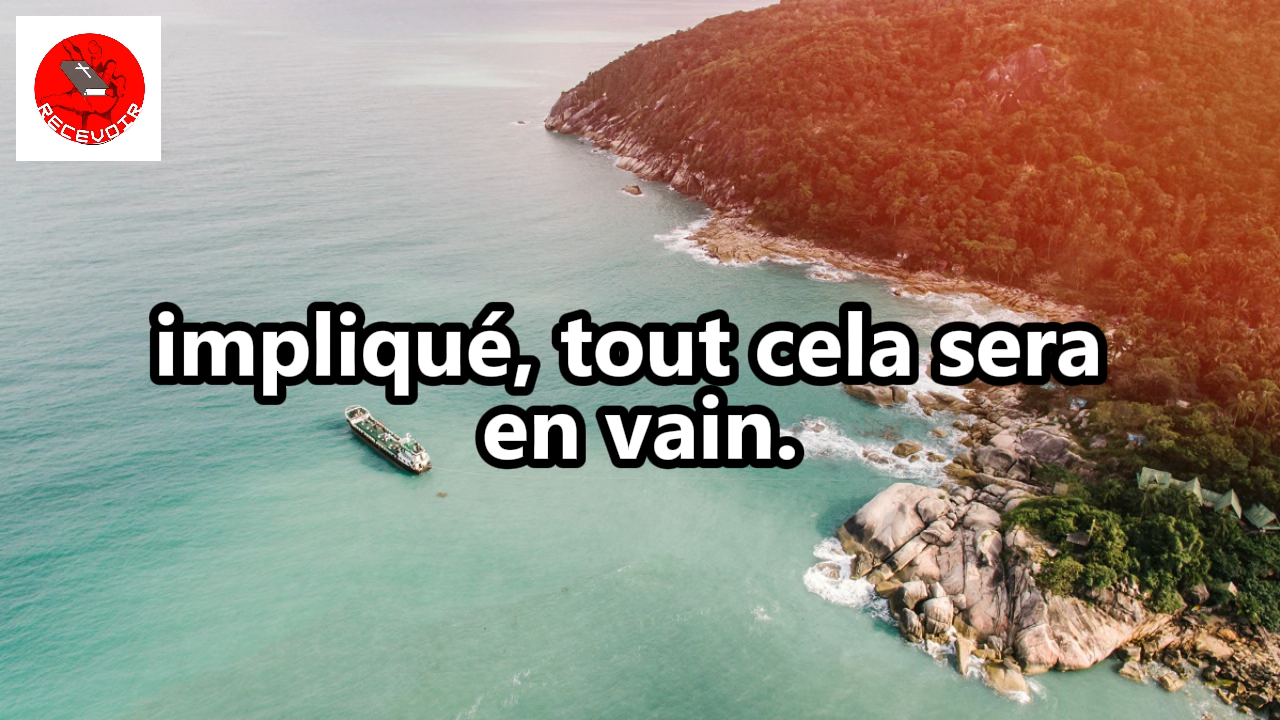 RECEVOIR
impliqué, tout cela sera
en vain.